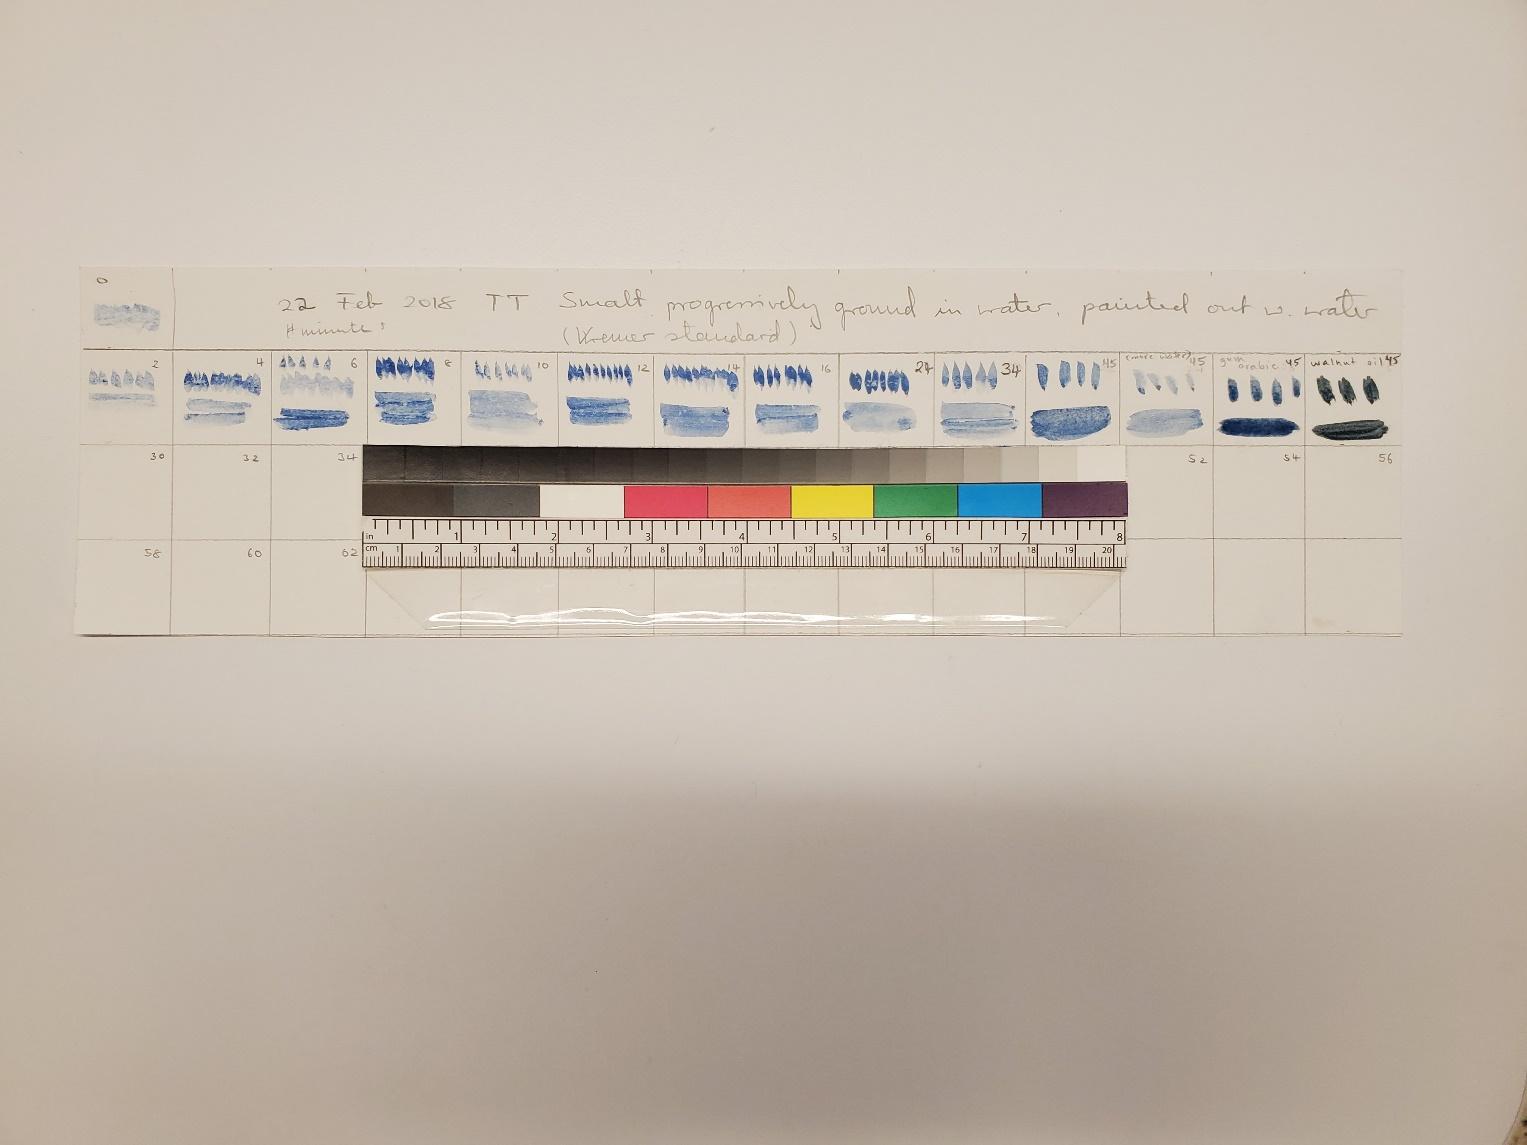 0
22 Feb 2018 TT Smalt progressively ground in water, painted out w. water
# minutes (Kremer standard)
2 4 6 8 10 12 14 16 27 34 45 (more water) 45 gum arabic 45 walnut oil 45
30 32 34 52 54 56
in 1 2 3 4 5 6 7 8
cm 1 2 3 4 5 6 7 8 9 10 11 12 13 14 15 16 17 18 19 20
58 60 62